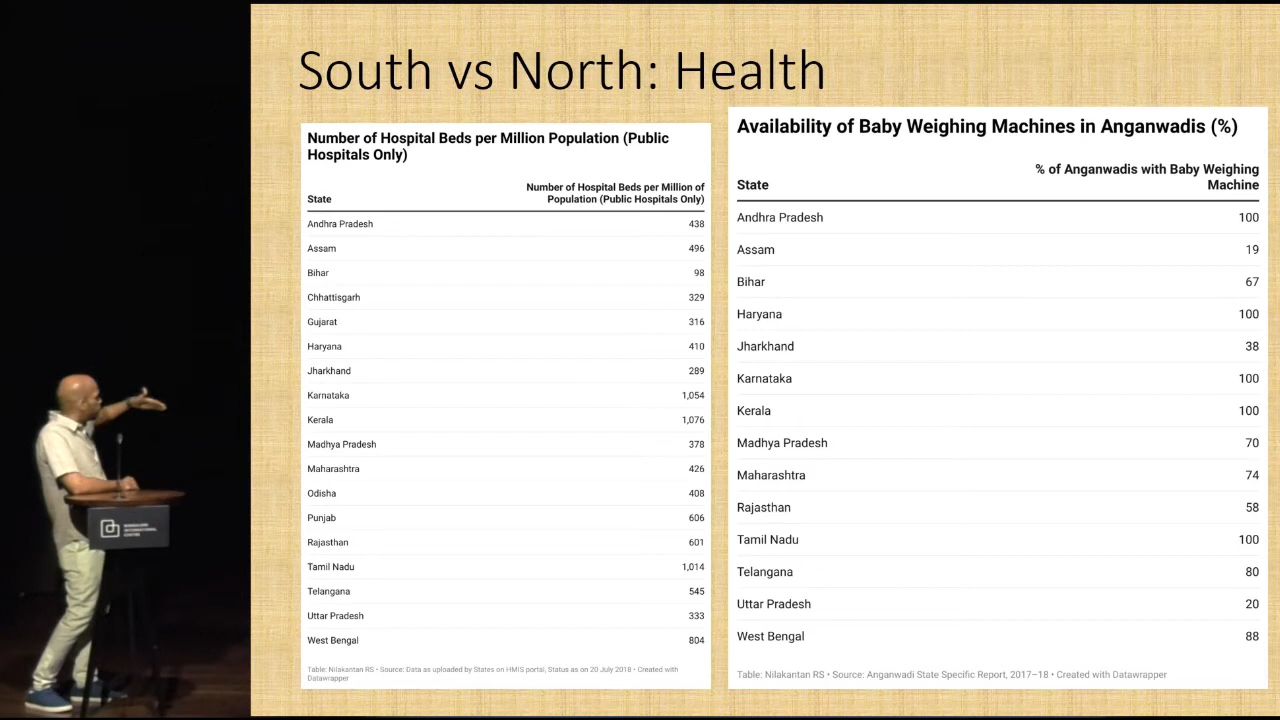 South vs North: Health
Number of Hospital Beds per Million Population (Public
Hospitals Only)
State
Number of Hospital Beds per Million of
Population (Public Hospitals Only)
Andhra Pradesh 438
Assam 496
Bihar 98
Chhattisgarh 329
Gujarat 316
Haryana 410
Jharkhand 289
Karnataka 1,054
Kerala 1,076
Madhya Pradesh 378
Maharashtra 426
Odisha 408
Punjab 606
Rajasthan 601
Tamil Nadu 1,014
Telangana 545
Uttar Pradesh 333
West Bengal 804
Table: Nilakantan RS • Source: Data as uploaded by States on HMIS portal, Status as on 20 July 2018 • Created with
Datawrapper
Availability of Baby Weighing Machines in Anganwadis (%)
State
% of Anganwadis with Baby Weighing
Machine
Andhra Pradesh 100
Assam 19
Bihar 67
Haryana 100
Jharkhand 38
Karnataka 100
Kerala 100
Madhya Pradesh 70
Maharashtra 74
Rajasthan 58
Tamil Nadu 100
Telangana 80
Uttar Pradesh 20
West Bengal 88
Table: Nilakantan RS • Source: Anganwadi State Specific Report, 2017–18 • Created with Datawrapper
BANGALORE
INTERNATIONAL
CENTRE